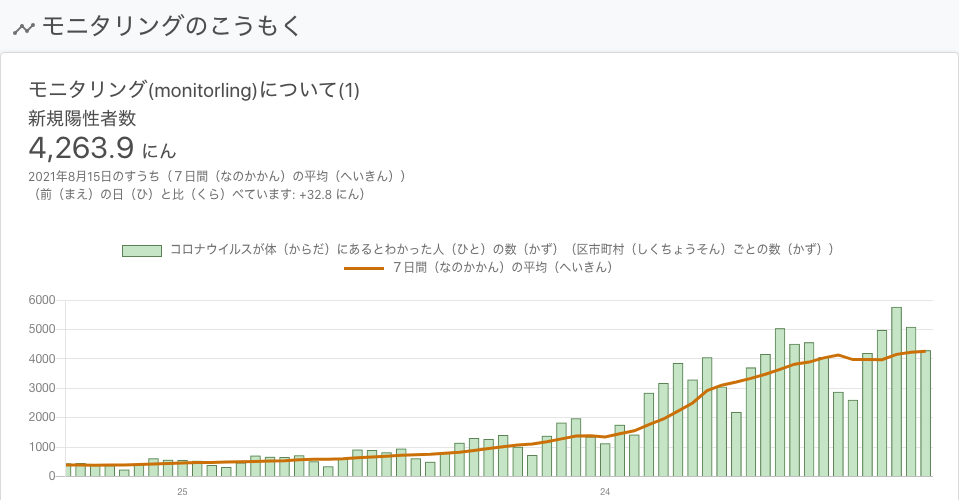 モニタリングのこうもく
モニタリング(monitorling)について(1)
新規陽性者数
4,263.9 にん
2021年8月15日のすうち（７日間（なのかかん）の平均（へいきん））
（前（まえ）の日（ひ）と比（くら）べています: +32.8 にん）
コロナウイルスが体（からだ）にあるとわかった人（ひと）の数（かず）（区市町村（しくちょうそん）ごとの数（かず））
７日間（なのかかん）の平均（へいきん）
6000
5000
4000
3000
2000
1000
0
25 24